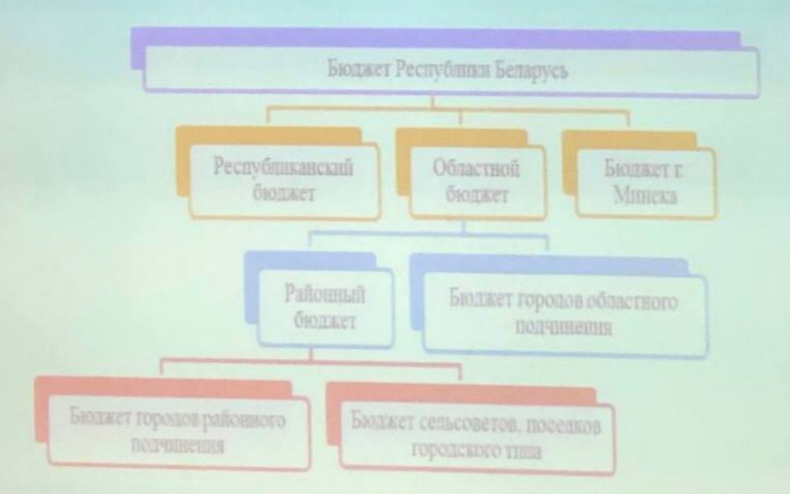 Бюджет Республики Беларусь
Республиканский
бюджет
Областной
бюджет
Бюджет г.
Минска
Районный
бюджет
Бюджет городов областного
подчинения
Бюджет городов районного
подчинения
Бюджет сельсоветов, поселков
городского типа